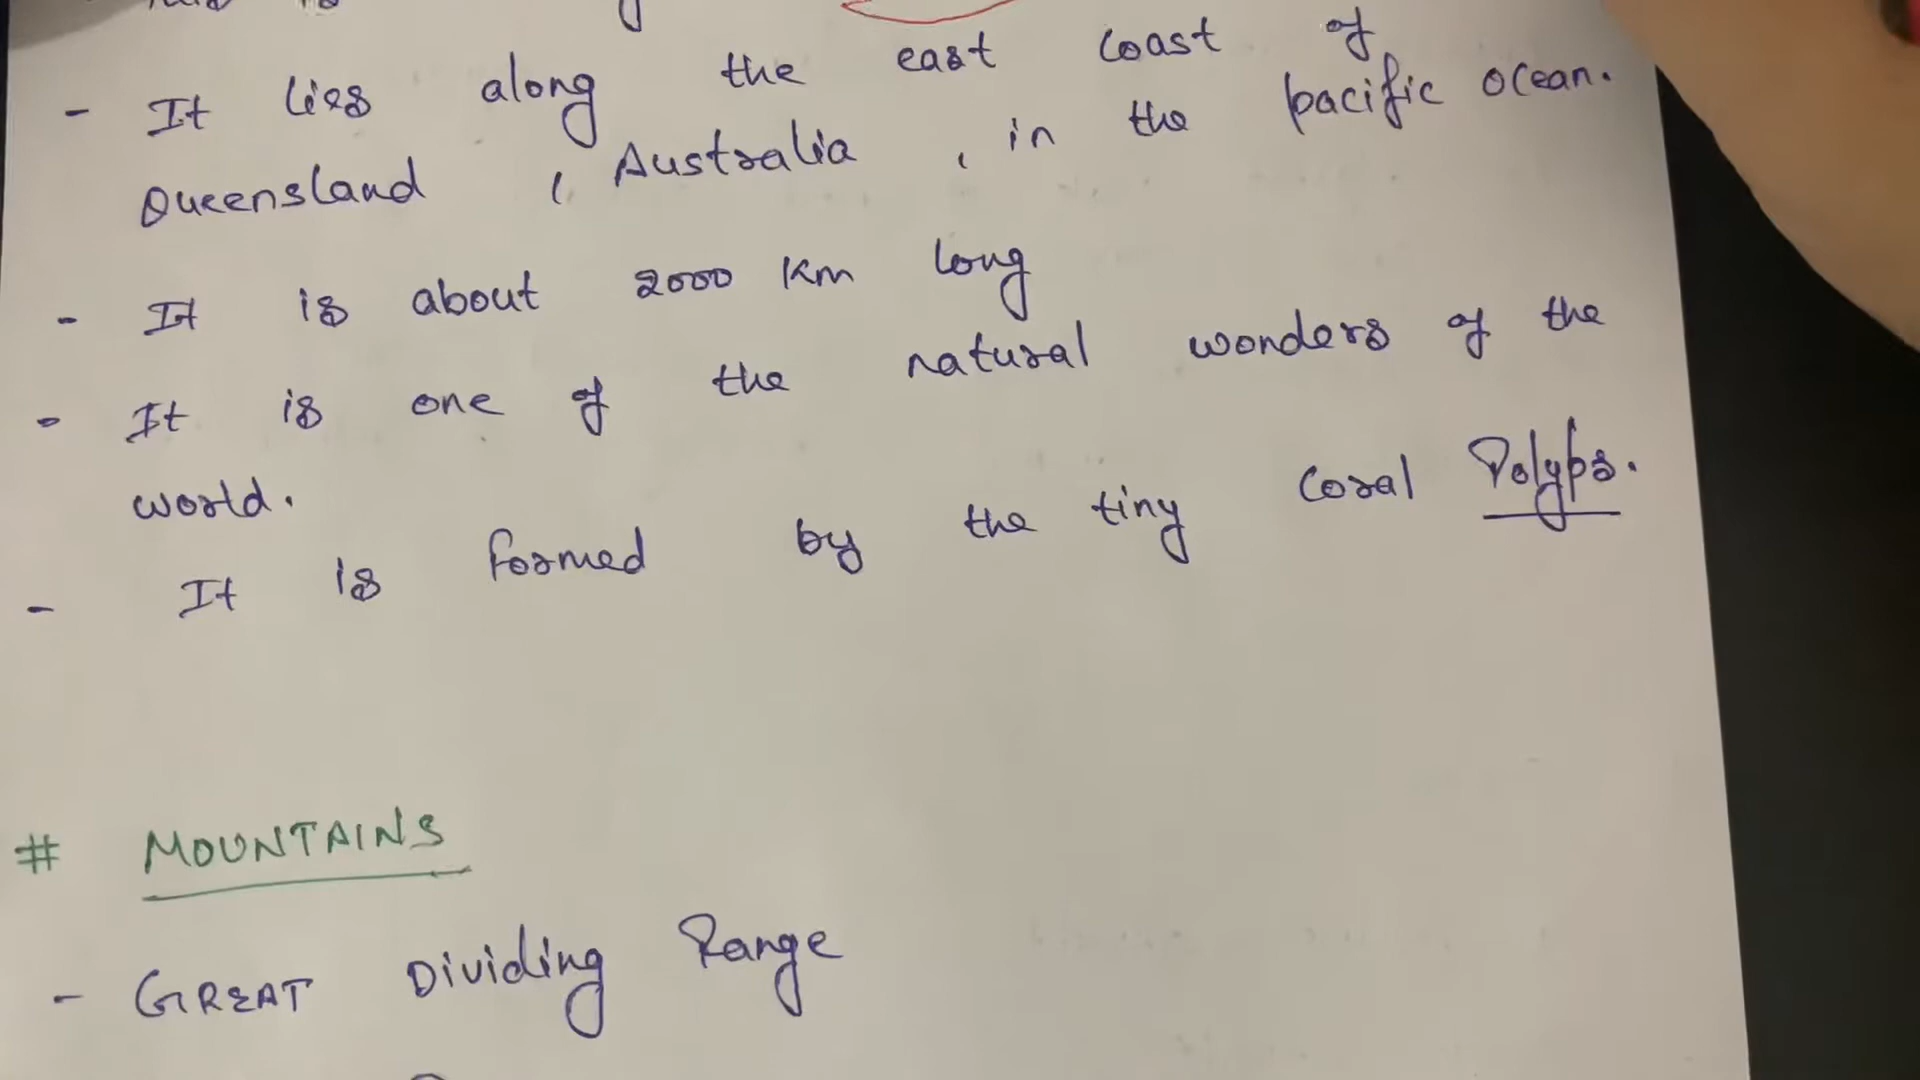 - It lies along the east coast of
Queensland , Australia , in the pacific ocean.
- It is about 2000 Km long
- It is one of the natural wonders of the
world.
- It is formed by the tiny coral Polyps.
# MOUNTAINS
- GREAT Dividing Range